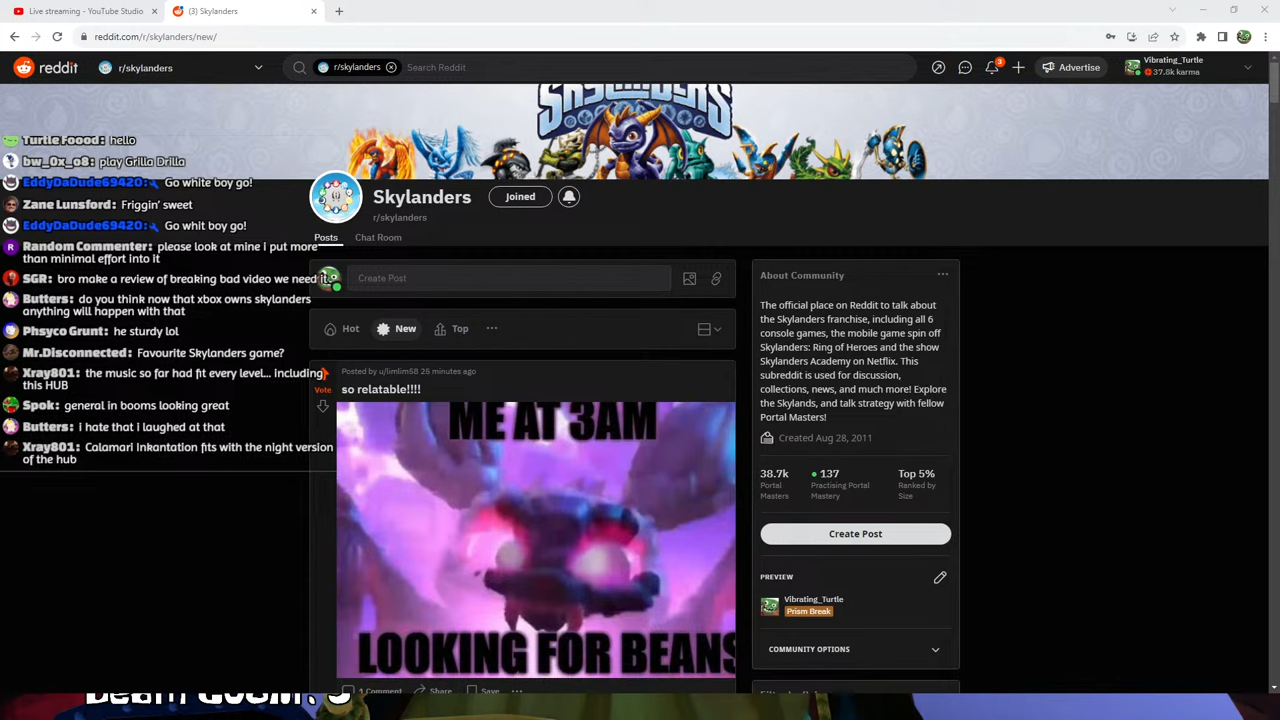 Live streaming - YouTube Studio
(3) Skylanders
reddit.com/r/skylanders/new/
reddit
r/skylanders
r/skylanders
Search Reddit
3
Advertise
Vibrating_Turtle
37.8k karma
SKYLANDERS
Turtle Foood: hello
bw_0x_o8: play Grilla Drilla
EddyDaDude69420: Go white boy go!
Zane Lunsford: Friggin' sweet
EddyDaDude69420: Go whit boy go!
R Random Commenter: please look at mine i put more
than minimal effort into it
SGR: bro make a review of breaking bad video we need it
Butters: do you think now that xbox owns skylanders
anything will happen with that
Phsyco Grunt: he sturdy lol
Mr.Disconnected: Favourite Skylanders game?
Xray801: the music so far had fit every level... including
this HUB
Spok: general in booms looking great
Butters: i hate that i laughed at that
Xray801: Calamari Inkantation fits with the night version
of the hub
Skylanders
Joined
r/skylanders
Posts
Chat Room
Create Post
Hot
New
Top
Vote
Posted by u/limlim58 25 minutes ago
so relatable!!!!
ME AT 3AM
LOOKING FOR BEANS
1 Comment
Share
Save
About Community
The official place on Reddit to talk about
the Skylanders franchise, including all 6
console games, the mobile game spin off
Skylanders: Ring of Heroes and the show
Skylanders Academy on Netflix. This
subreddit is used for discussion,
collections, news, and much more! Explore
the Skylands, and talk strategy with fellow
Portal Masters!
Created Aug 28, 2011
38.7k
Portal
Masters
137
Practising Portal
Mastery
Top 5%
Ranked by
Size
Create Post
PREVIEW
Vibrating_Turtle
Prism Break
COMMUNITY OPTIONS